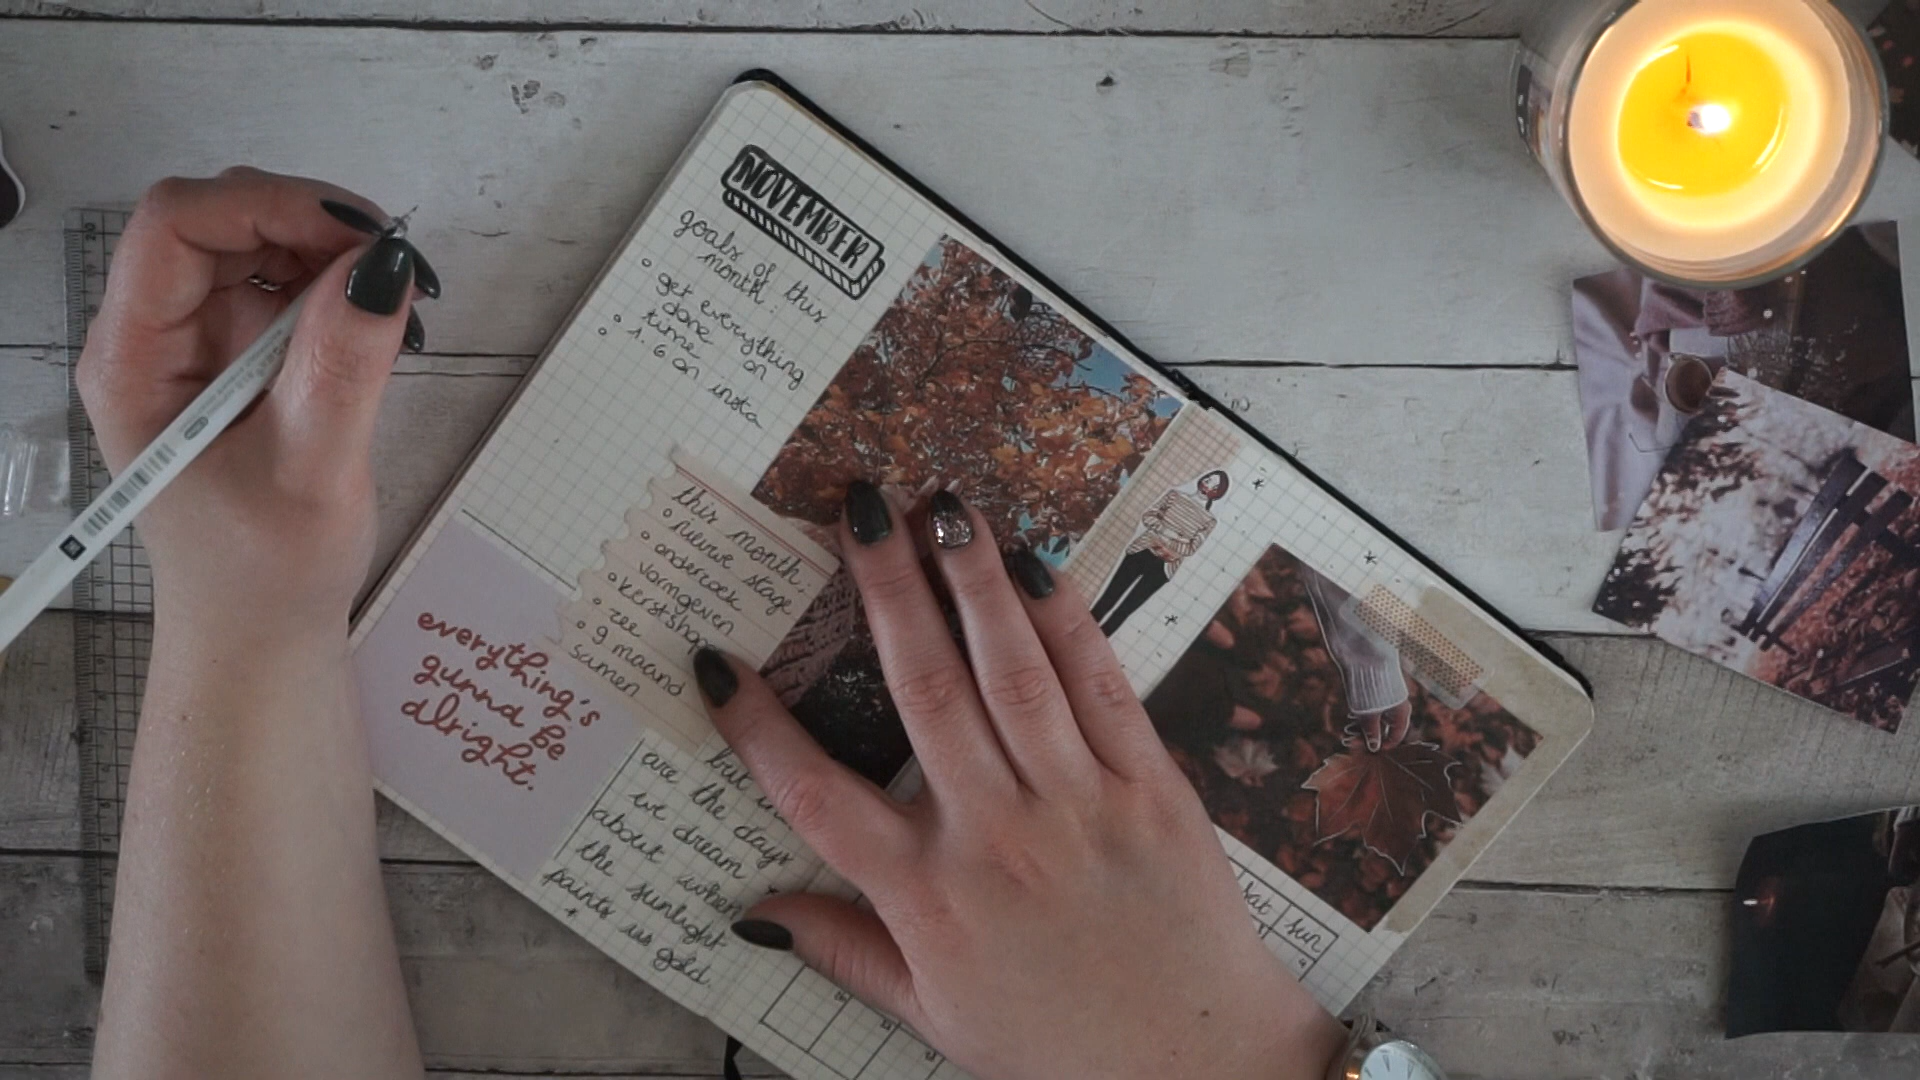 NOVEMBER
goals of this
month:
° get everything
done on
time
° 1.6 on insta
this month:
° nieuwe stage
° onderzoek
vormgeven
° kerstshoppen
° zee
° 9 maand
samen
everything's
gunna be
alright.
but
are the days
we dream
about when
the sunlight
paints us gold.
sat sun
4